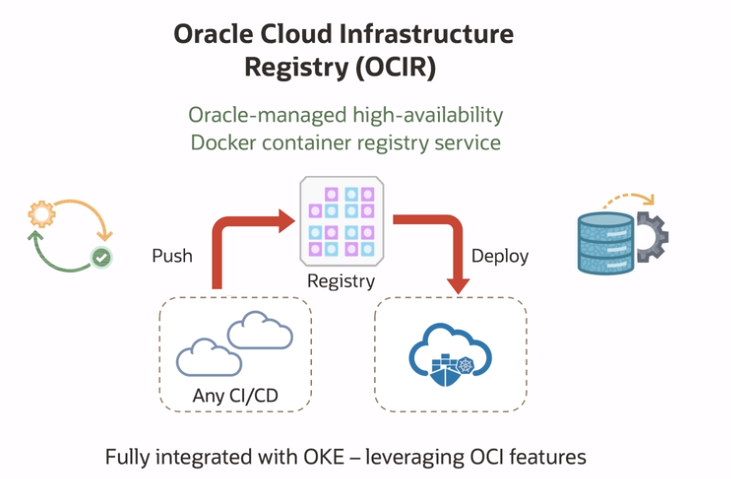 Oracle Cloud Infrastructure
Registry (OCIR)
Oracle-managed high-availability
Docker container registry service
Push
Registry
Deploy
Any CI/CD
Fully integrated with OKE – leveraging OCI features